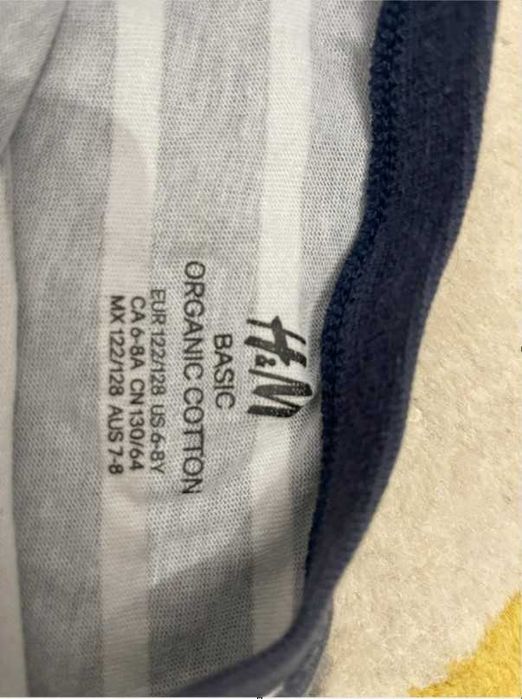 H&M
BASIC
ORGANIC COTTON
EUR 122/128 US 6-8Y
CA 6-8A CN 130/64
MX 122/128 AUS 7-8